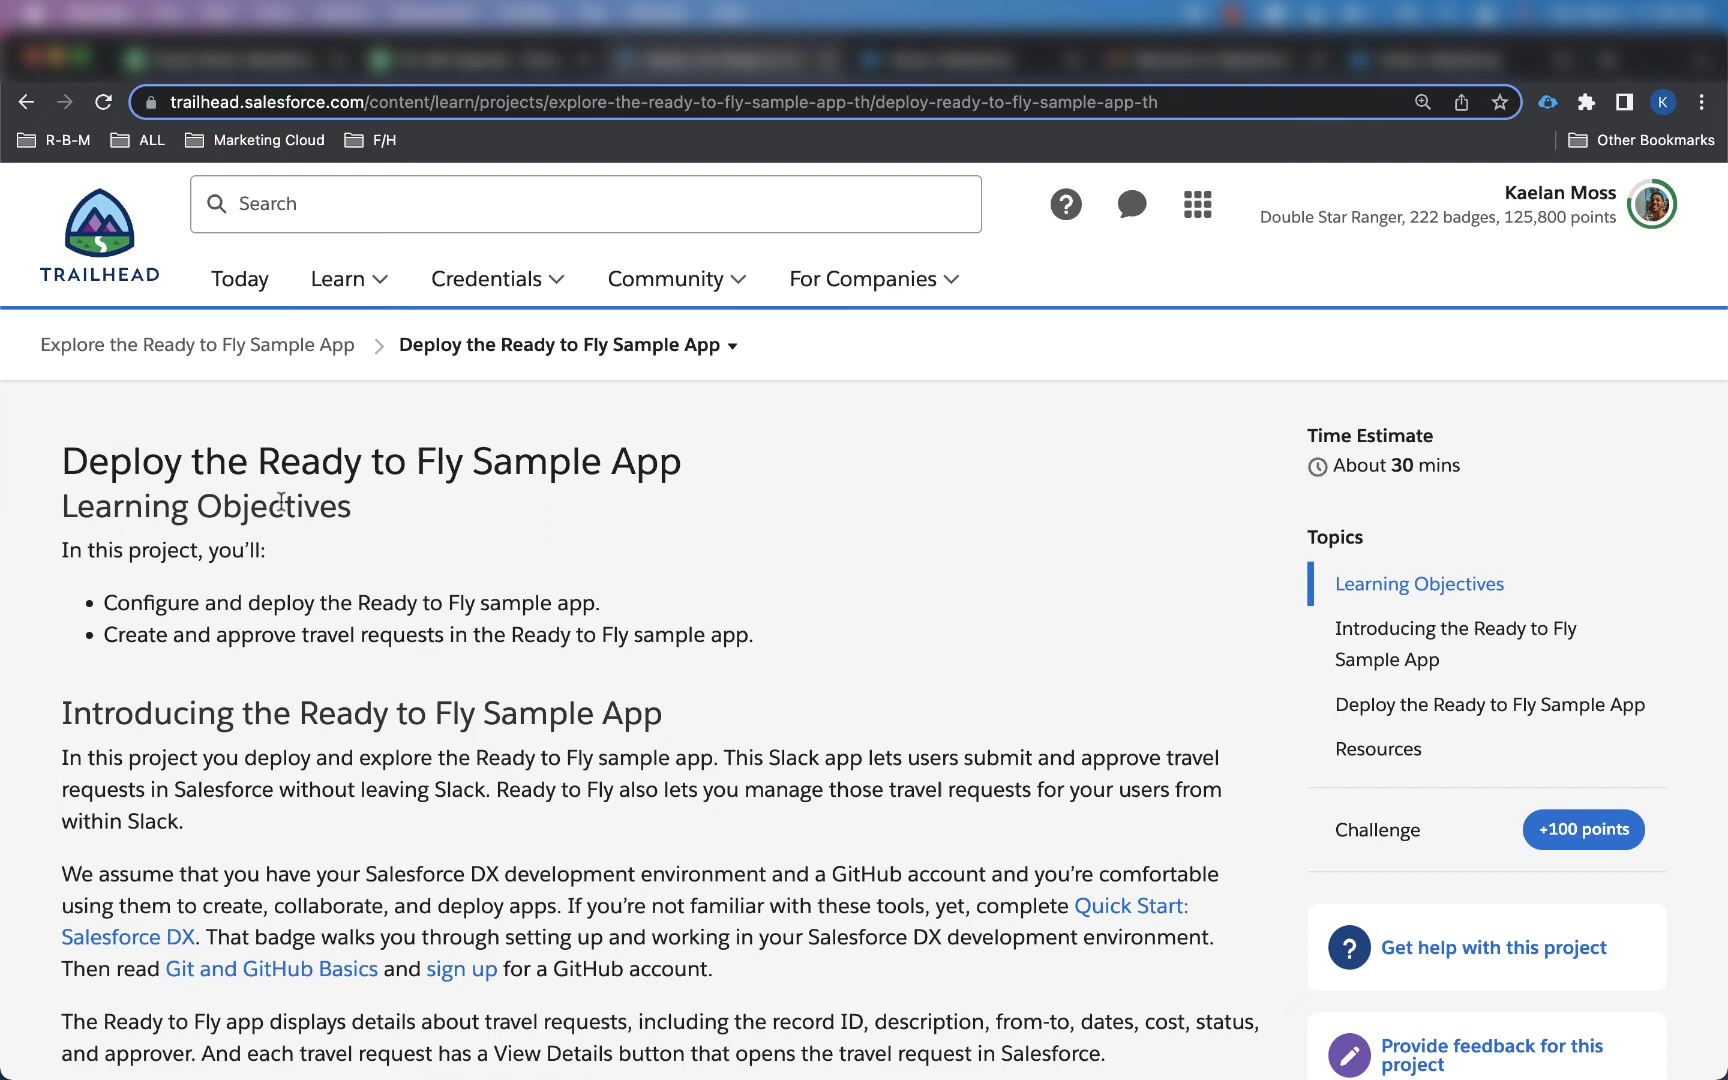 trailhead.salesforce.com/content/learn/projects/explore-the-ready-to-fly-sample-app-th/deploy-ready-to-fly-sample-app-th
K
R-B-M ALL Marketing Cloud F/H Other Bookmarks
Search
Kaelan Moss
Double Star Ranger, 222 badges, 125,800 points
TRAILHEAD
Today Learn Credentials Community For Companies
Explore the Ready to Fly Sample App Deploy the Ready to Fly Sample App
Deploy the Ready to Fly Sample App
Learning Objectives
In this project, you’ll:
• Configure and deploy the Ready to Fly sample app.
• Create and approve travel requests in the Ready to Fly sample app.
Introducing the Ready to Fly Sample App
In this project you deploy and explore the Ready to Fly sample app. This Slack app lets users submit and approve travel
requests in Salesforce without leaving Slack. Ready to Fly also lets you manage those travel requests for your users from
within Slack.
We assume that you have your Salesforce DX development environment and a GitHub account and you’re comfortable
using them to create, collaborate, and deploy apps. If you’re not familiar with these tools, yet, complete Quick Start:
Salesforce DX. That badge walks you through setting up and working in your Salesforce DX development environment.
Then read Git and GitHub Basics and sign up for a GitHub account.
The Ready to Fly app displays details about travel requests, including the record ID, description, from-to, dates, cost, status,
and approver. And each travel request has a View Details button that opens the travel request in Salesforce.
Time Estimate
About 30 mins
Topics
Learning Objectives
Introducing the Ready to Fly
Sample App
Deploy the Ready to Fly Sample App
Resources
Challenge +100 points
Get help with this project
Provide feedback for this
project